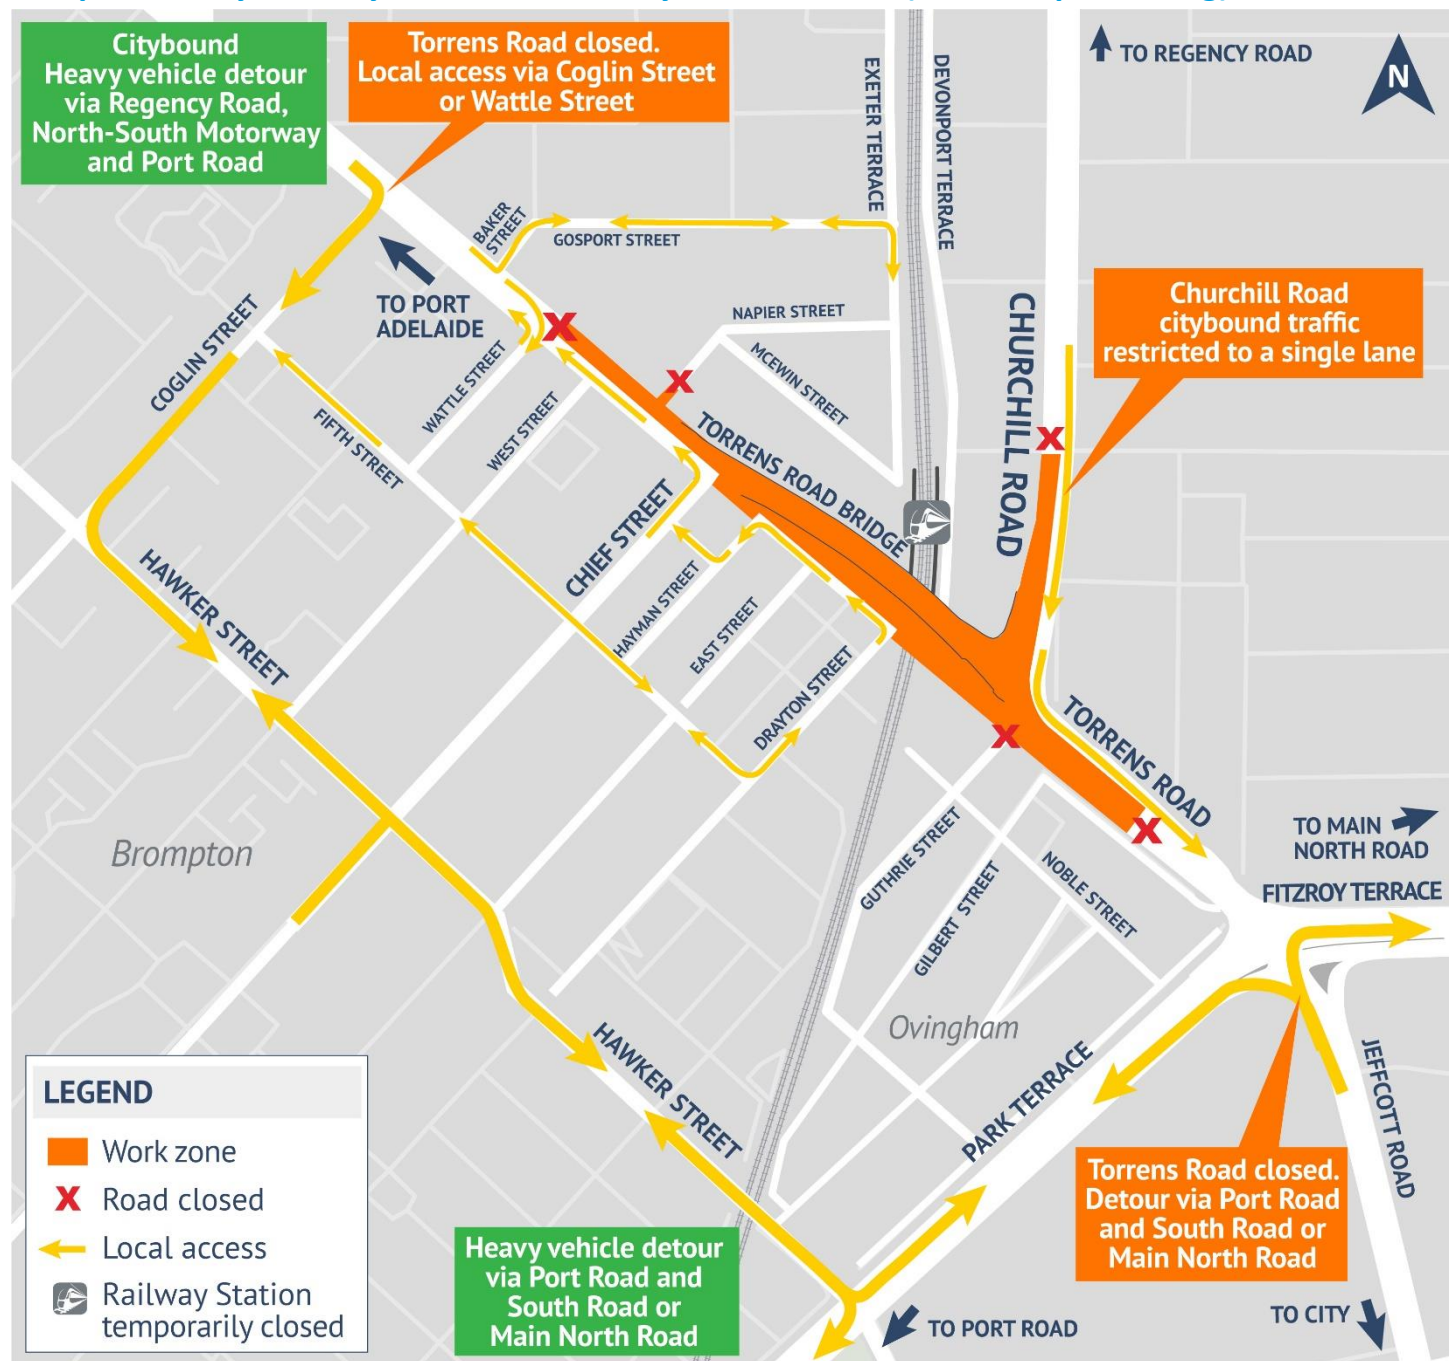 Citybound
Heavy vehicle detour
via Regency Road,
North-South Motorway
and Port Road
Torrens Road closed.
Local access via Coglin Street
or Wattle Street
EXETER TERRACE
DEVONPORT TERRACE
TO REGENCY ROAD
N
BAKER
STREET
GOSPORT STREET
TO PORT
ADELAIDE
NAPIER STREET
MCEWIN STREET
CHURCHILL ROAD
Churchill Road
citybound traffic
restricted to a single lane
COGLIN STREET
FIFTH STREET
WATTLE STREET
WEST STREET
TORRENS ROAD BRIDGE
CHIEF STREET
HAWKER STREET
HAYMAN STREET
EAST STREET
DRAYTON STREET
TORRENS ROAD
TO MAIN
NORTH ROAD
FITZROY TERRACE
Brompton
GUTHRIE STREET
GILBERT STREET
NOBLE STREET
Ovingham
HAWKER STREET
PARK TERRACE
JEFFCOTT ROAD
LEGEND
Work zone
X Road closed
Local access
Railway Station
temporarily closed
Heavy vehicle detour
via Port Road and
South Road or
Main North Road
Torrens Road closed.
Detour via Port Road
and South Road or
Main North Road
TO PORT ROAD
TO CITY